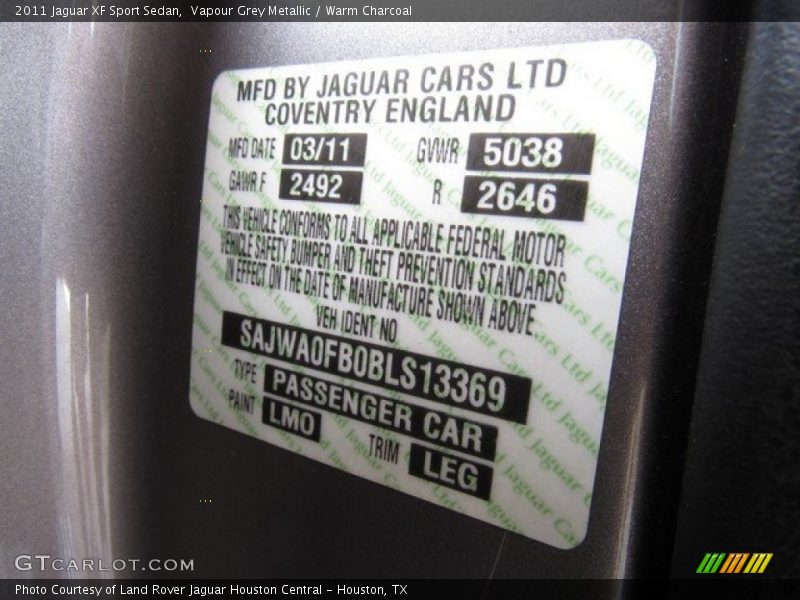 2011 Jaguar XF Sport Sedan, Vapour Grey Metallic / Warm Charcoal
MFD BY JAGUAR CARS LTD
COVENTRY ENGLAND
MFD DATE 03/11 GVWR 5038
GAWR F 2492 R 2646
THIS VEHICLE CONFORMS TO ALL APPLICABLE FEDERAL MOTOR
VEHICLE SAFETY BUMPER AND THEFT PREVENTION STANDARDS
IN EFFECT ON THE DATE OF MANUFACTURE SHOWN ABOVE
VEH IDENT NO
SAJWA0FB0BLS13369
TYPE PASSENGER CAR
PAINT LMO TRIM LEG
GTCARLOT.COM
Photo Courtesy of Land Rover Jaguar Houston Central - Houston, TX